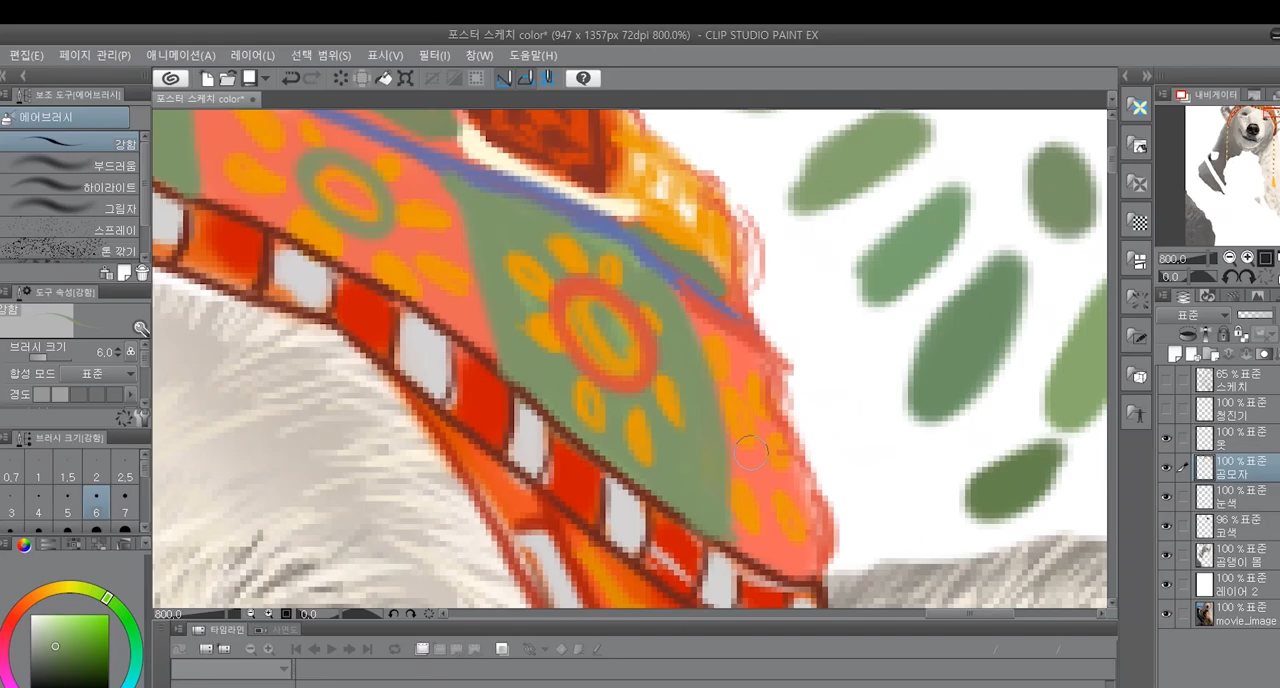 포스터 스케치 color* (947 x 1357px 72dpi 800.0%) - CLIP STUDIO PAINT EX
편집(E) 페이지 관리(P) 애니메이션(A) 레이어(L) 선택 범위(S) 표시(V) 필터(I) 창(W) 도움말(H)
보조 도구[에어브러시]
포스터 스케치 color*
내비게이터
에어브러시
강함
부드러움
하이라이트
그림자
스프레이
톤 깎기
도구 속성[강함]
강함
브러시 크기 6.0
합성 모드 표준
경도
브러시 크기[강함]
0.7 1 1.5 2 2.5
3 4 5 6 7
800.0 0.0
타임라인
800.0
0.0
표준
65 %표준
스케치
100 %표준
100 %표준
옷
100 %표준
곰모자
100 %표준
눈색
96 %표준
코색
100 %표준
곰탱이 몸
100 %표준
레이어 2
100 %표준
movie_image